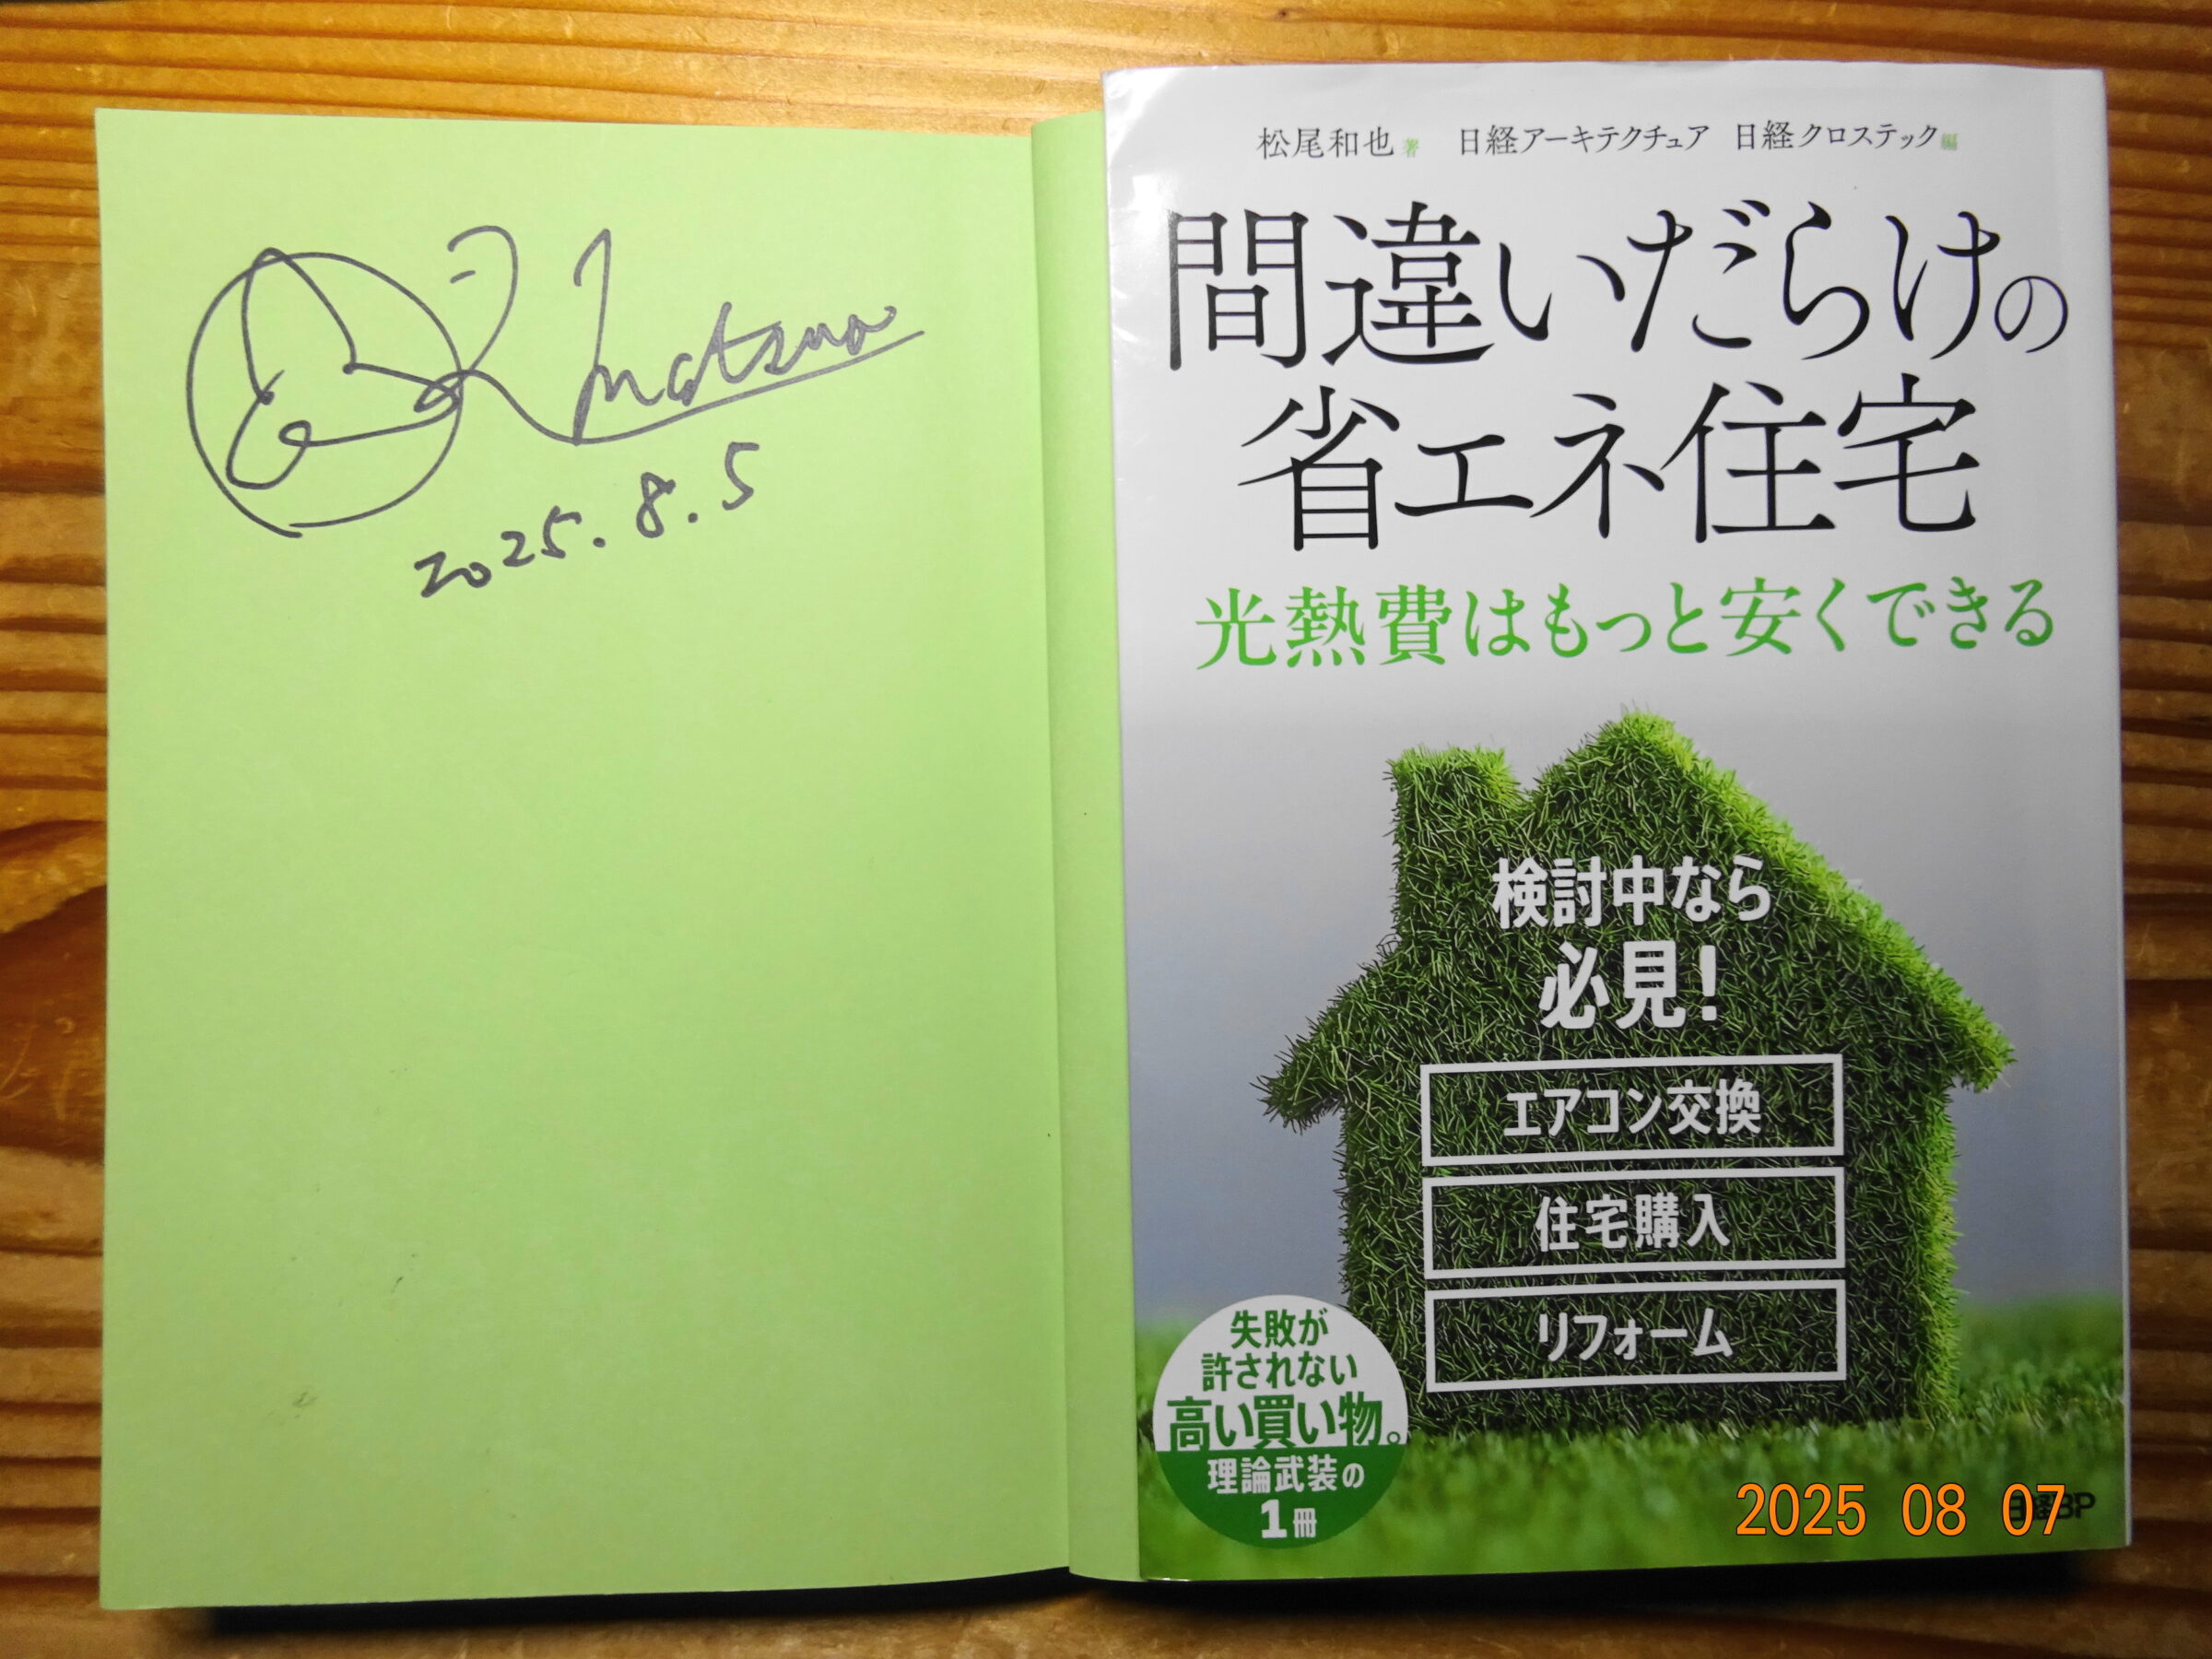 Matsuo
2025.8.5
松尾和也 著 日経アーキテクチュア 日経クロステック 編
間違いだらけの
省エネ住宅
光熱費はもっと安くできる
検討中なら
必見!
エアコン交換
住宅購入
リフォーム
失敗が
許されない
高い買い物。
理論武装の
1冊
日経BP
2025 08 07